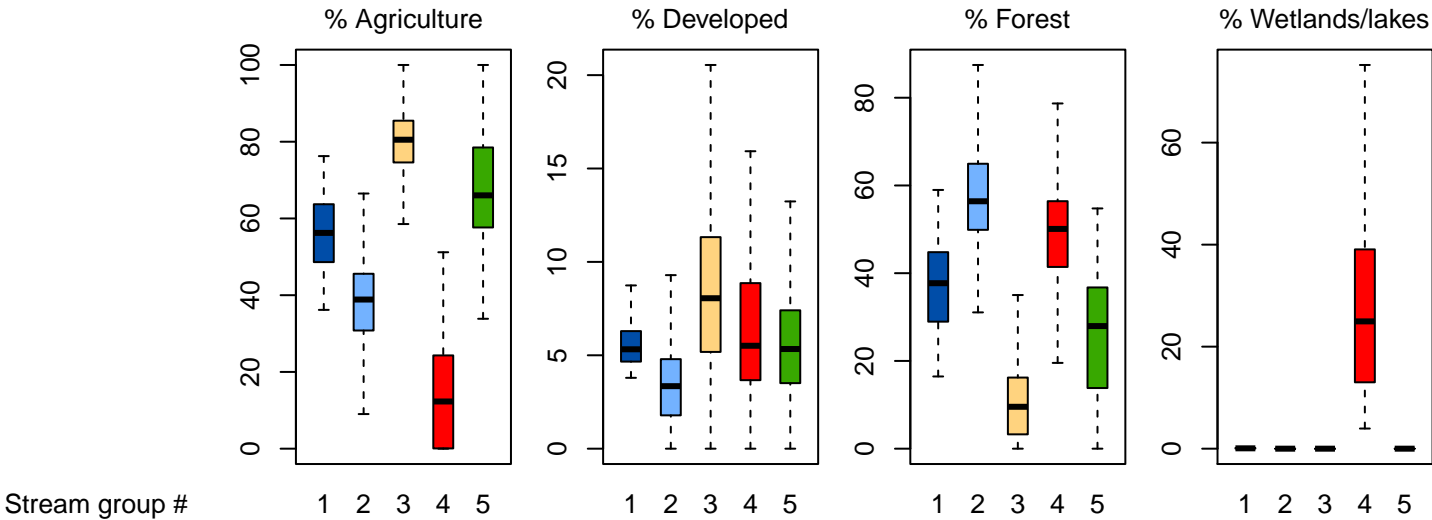 % Agriculture % Developed % Forest % Wetlands/lakes
0 20 40 60 80 100
0 5 10 15 20
0 20 40 60 80
0 20 40 60
Stream group # 1 2 3 4 5 1 2 3 4 5 1 2 3 4 5 1 2 3 4 5